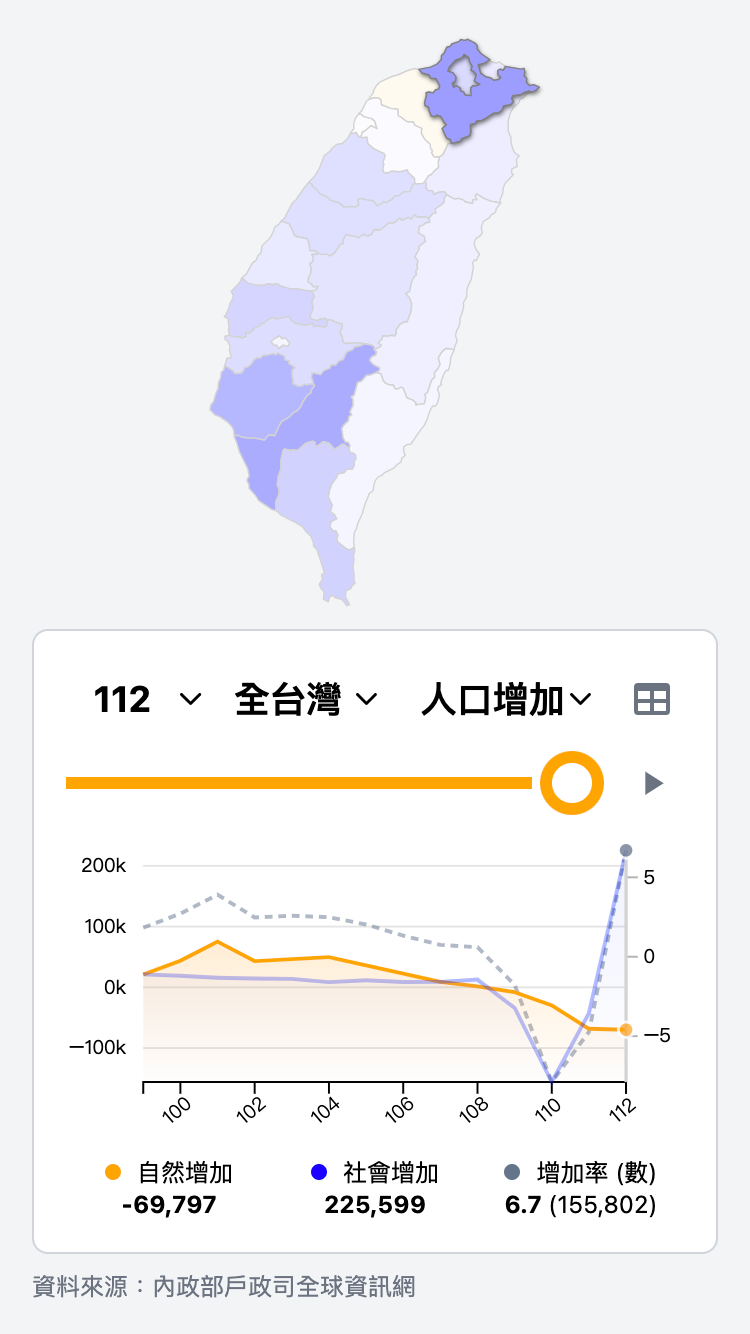 112 全台灣 人口增加
200k
100k
0k
−100k
5
0
−5
100 102 104 106 108 110 112
自然增加 社會增加 增加率 (數)
-69,797 225,599 6.7 (155,802)
資料來源：內政部戶政司全球資訊網